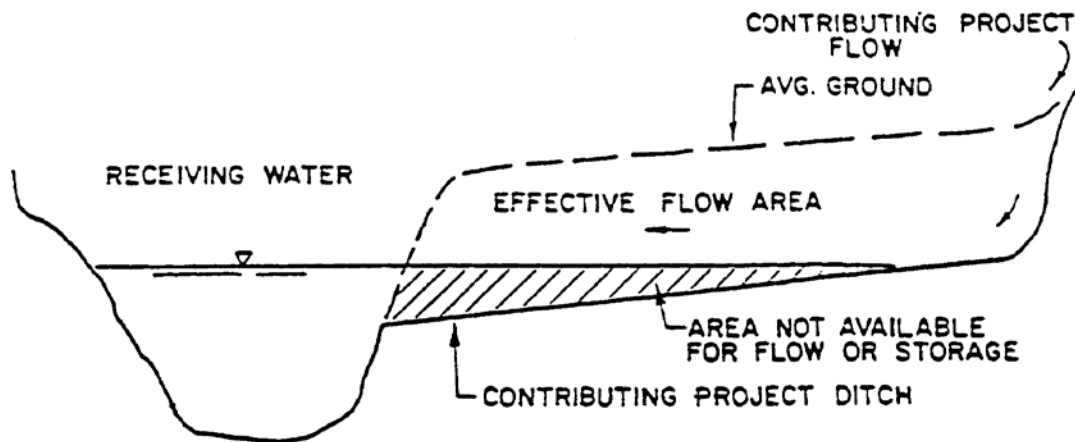 CONTRIBUTING PROJECT
FLOW
AVG. GROUND
RECEIVING WATER
EFFECTIVE FLOW AREA
AREA NOT AVAILABLE
FOR FLOW OR STORAGE
CONTRIBUTING PROJECT DITCH